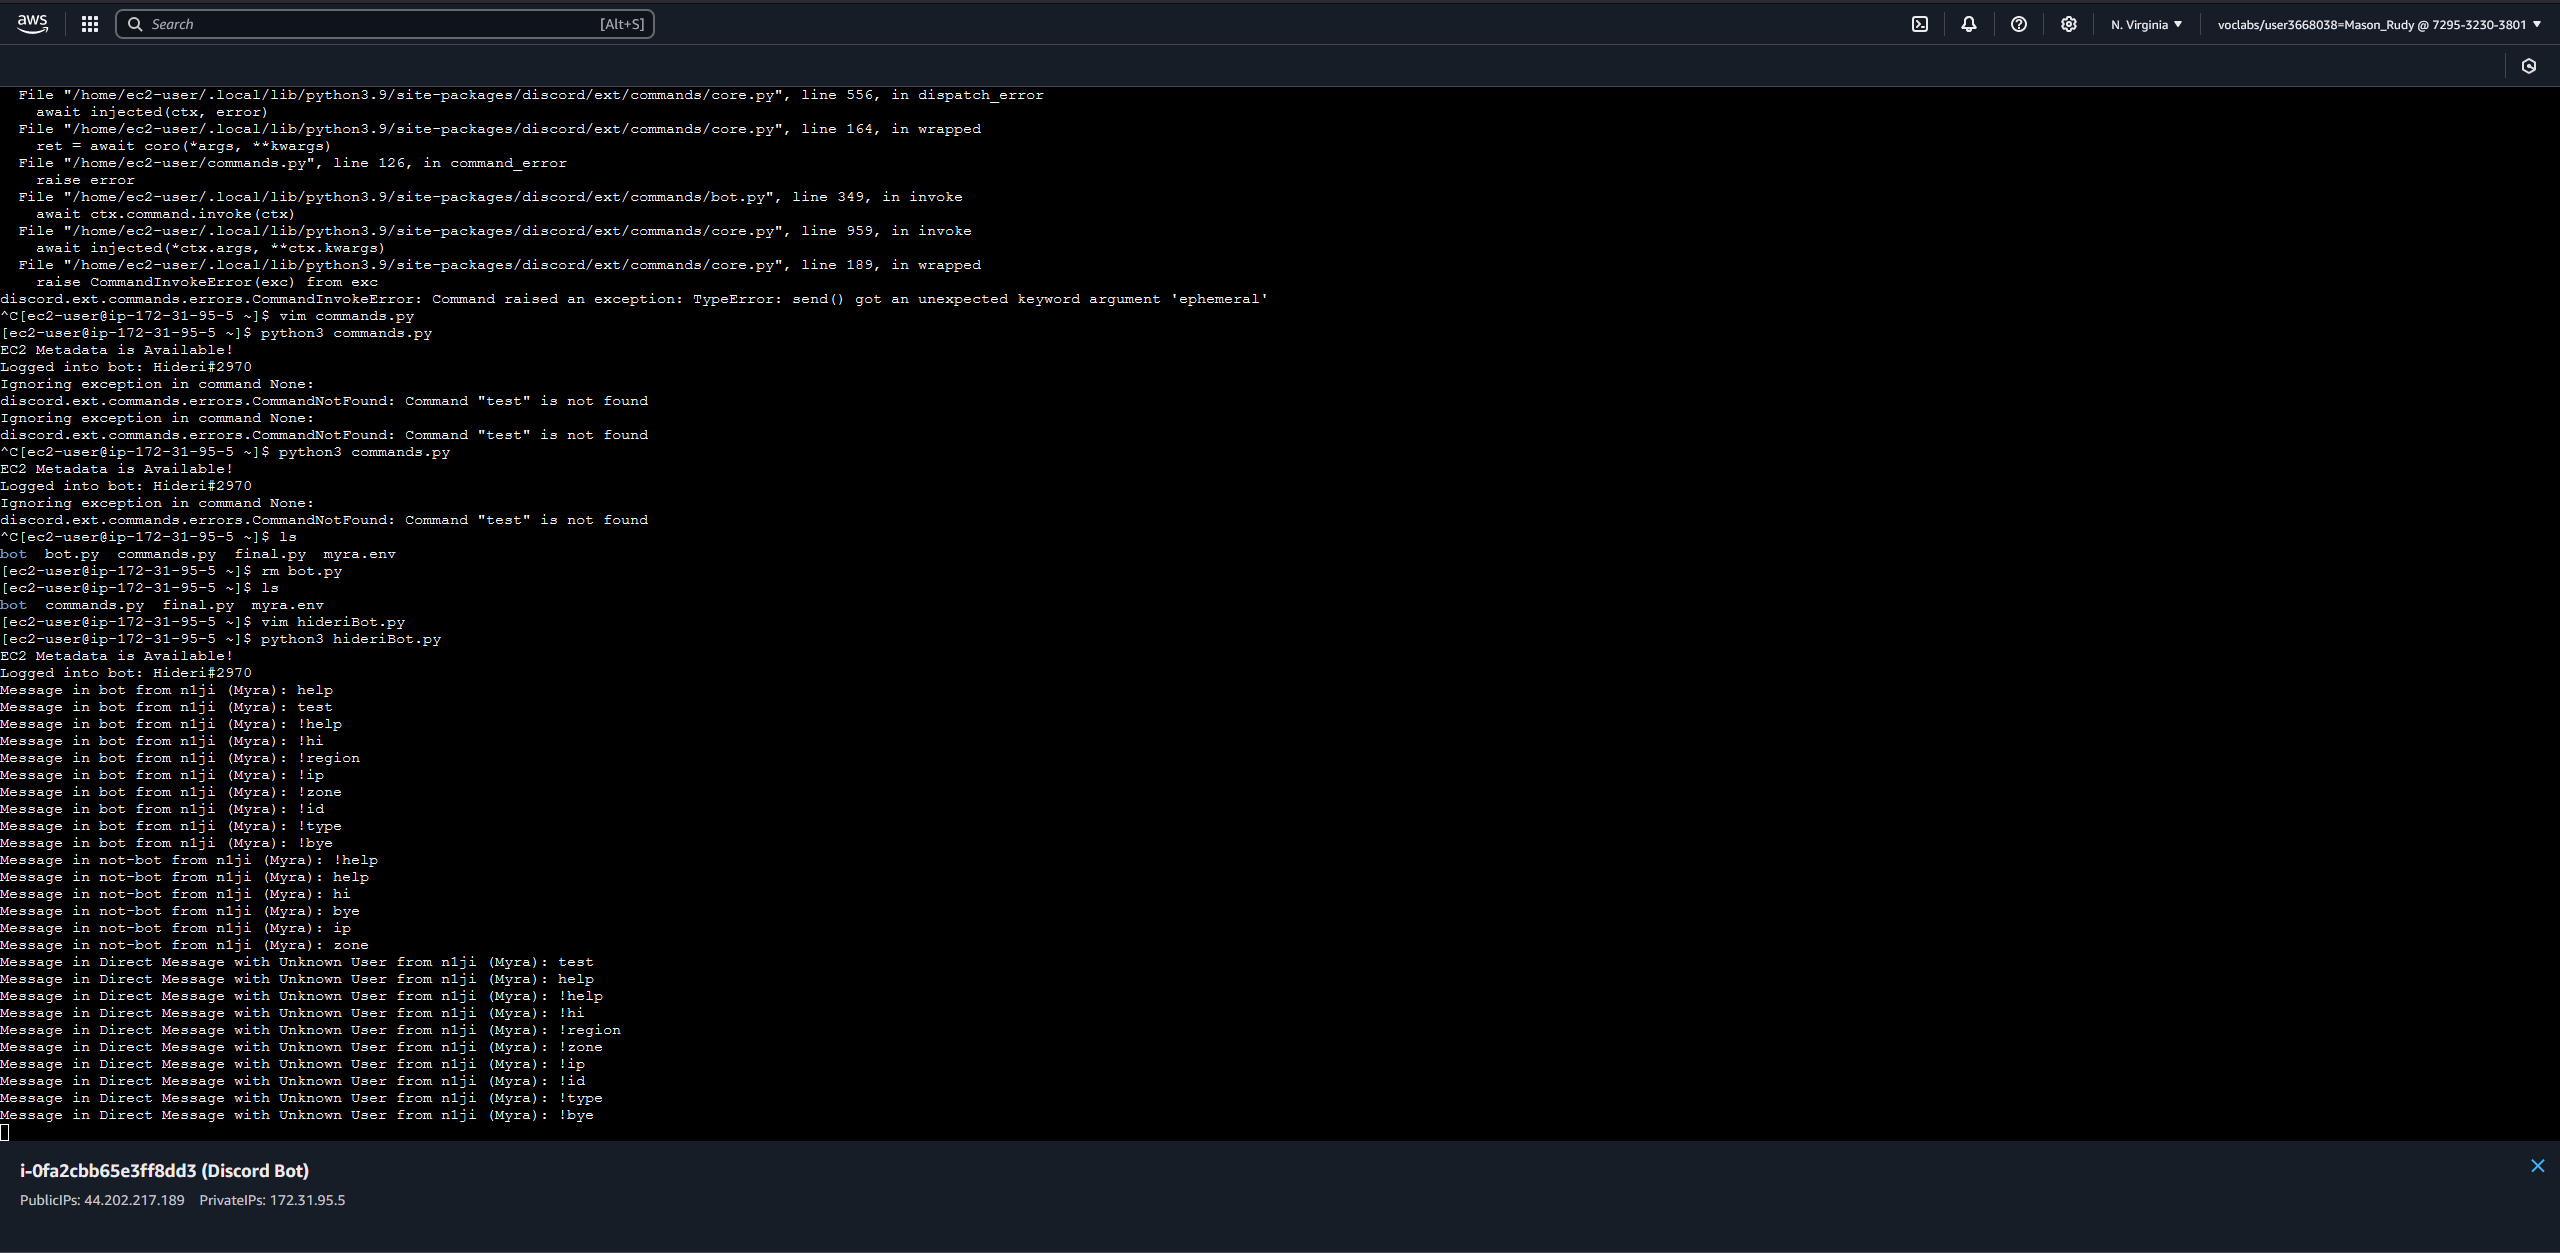 aws
Search [Alt+S]
N. Virginia voclabs/user3668038=Mason_Rudy @ 7295-3230-3801
File "/home/ec2-user/.local/lib/python3.9/site-packages/discord/ext/commands/core.py", line 556, in dispatch_error
await injected(ctx, error)
File "/home/ec2-user/.local/lib/python3.9/site-packages/discord/ext/commands/core.py", line 164, in wrapped
ret = await coro(*args, **kwargs)
File "/home/ec2-user/commands.py", line 126, in command_error
raise error
File "/home/ec2-user/.local/lib/python3.9/site-packages/discord/ext/commands/bot.py", line 349, in invoke
await ctx.command.invoke(ctx)
File "/home/ec2-user/.local/lib/python3.9/site-packages/discord/ext/commands/core.py", line 959, in invoke
await injected(*ctx.args, **ctx.kwargs)
File "/home/ec2-user/.local/lib/python3.9/site-packages/discord/ext/commands/core.py", line 189, in wrapped
raise CommandInvokeError(exc) from exc
discord.ext.commands.errors.CommandInvokeError: Command raised an exception: TypeError: send() got an unexpected keyword argument 'ephemeral'
^C[ec2-user@ip-172-31-95-5 ~]$ vim commands.py
[ec2-user@ip-172-31-95-5 ~]$ python3 commands.py
EC2 Metadata is Available!
Logged into bot: Hideri#2970
Ignoring exception in command None:
discord.ext.commands.errors.CommandNotFound: Command "test" is not found
Ignoring exception in command None:
discord.ext.commands.errors.CommandNotFound: Command "test" is not found
^C[ec2-user@ip-172-31-95-5 ~]$ python3 commands.py
EC2 Metadata is Available!
Logged into bot: Hideri#2970
Ignoring exception in command None:
discord.ext.commands.errors.CommandNotFound: Command "test" is not found
^C[ec2-user@ip-172-31-95-5 ~]$ ls
bot bot.py commands.py final.py myra.env
[ec2-user@ip-172-31-95-5 ~]$ rm bot.py
[ec2-user@ip-172-31-95-5 ~]$ ls
bot commands.py final.py myra.env
[ec2-user@ip-172-31-95-5 ~]$ vim hideriBot.py
[ec2-user@ip-172-31-95-5 ~]$ python3 hideriBot.py
EC2 Metadata is Available!
Logged into bot: Hideri#2970
Message in bot from n1ji (Myra): help
Message in bot from n1ji (Myra): test
Message in bot from n1ji (Myra): !help
Message in bot from n1ji (Myra): !hi
Message in bot from n1ji (Myra): !region
Message in bot from n1ji (Myra): !ip
Message in bot from n1ji (Myra): !zone
Message in bot from n1ji (Myra): !id
Message in bot from n1ji (Myra): !type
Message in bot from n1ji (Myra): !bye
Message in not-bot from n1ji (Myra): !help
Message in not-bot from n1ji (Myra): help
Message in not-bot from n1ji (Myra): hi
Message in not-bot from n1ji (Myra): bye
Message in not-bot from n1ji (Myra): ip
Message in not-bot from n1ji (Myra): zone
Message in Direct Message with Unknown User from n1ji (Myra): test
Message in Direct Message with Unknown User from n1ji (Myra): help
Message in Direct Message with Unknown User from n1ji (Myra): !help
Message in Direct Message with Unknown User from n1ji (Myra): !hi
Message in Direct Message with Unknown User from n1ji (Myra): !region
Message in Direct Message with Unknown User from n1ji (Myra): !zone
Message in Direct Message with Unknown User from n1ji (Myra): !ip
Message in Direct Message with Unknown User from n1ji (Myra): !id
Message in Direct Message with Unknown User from n1ji (Myra): !type
Message in Direct Message with Unknown User from n1ji (Myra): !bye
i-0fa2cbb65e3ff8dd3 (Discord Bot)
PublicIPs: 44.202.217.189 PrivateIPs: 172.31.95.5